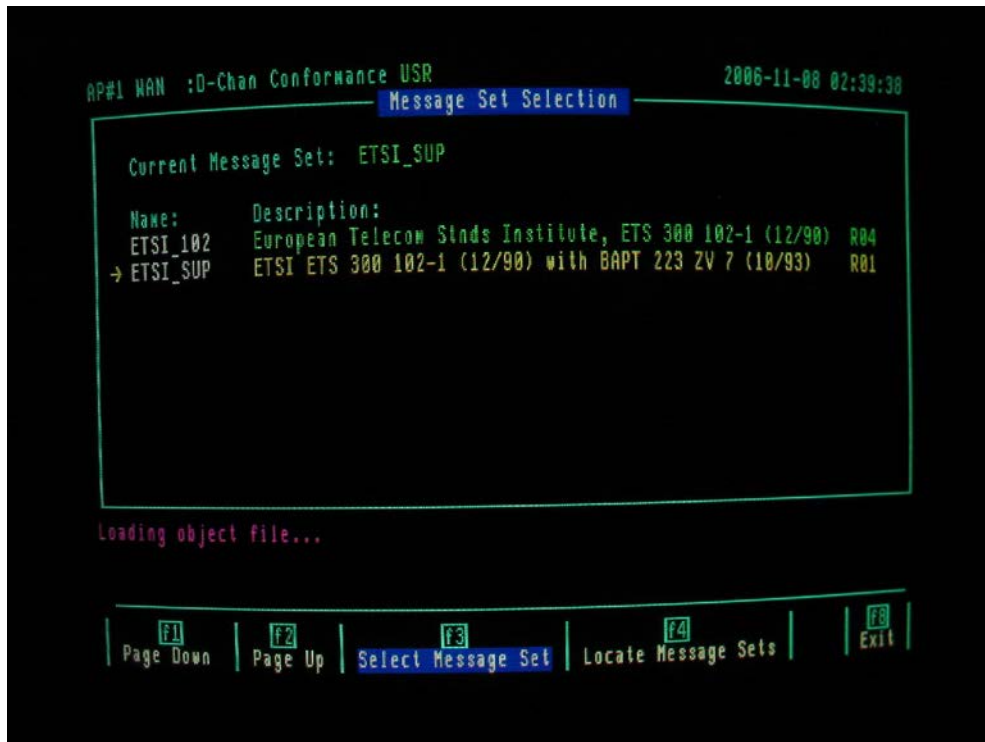 AP#1 WAN :D-Chan Conformance USR 2006-11-08 02:39:38
Message Set Selection
Current Message Set: ETSI_SUP
Name: Description:
ETSI_102 European Telecom Stnds Institute, ETS 300 102-1 (12/90) R04
→ ETSI_SUP ETSI ETS 300 102-1 (12/90) with BAPT 223 ZV 7 (10/93) R01
Loading object file...
f1 f2 f3 f4 f8
Page Down Page Up Select Message Set Locate Message Sets Exit